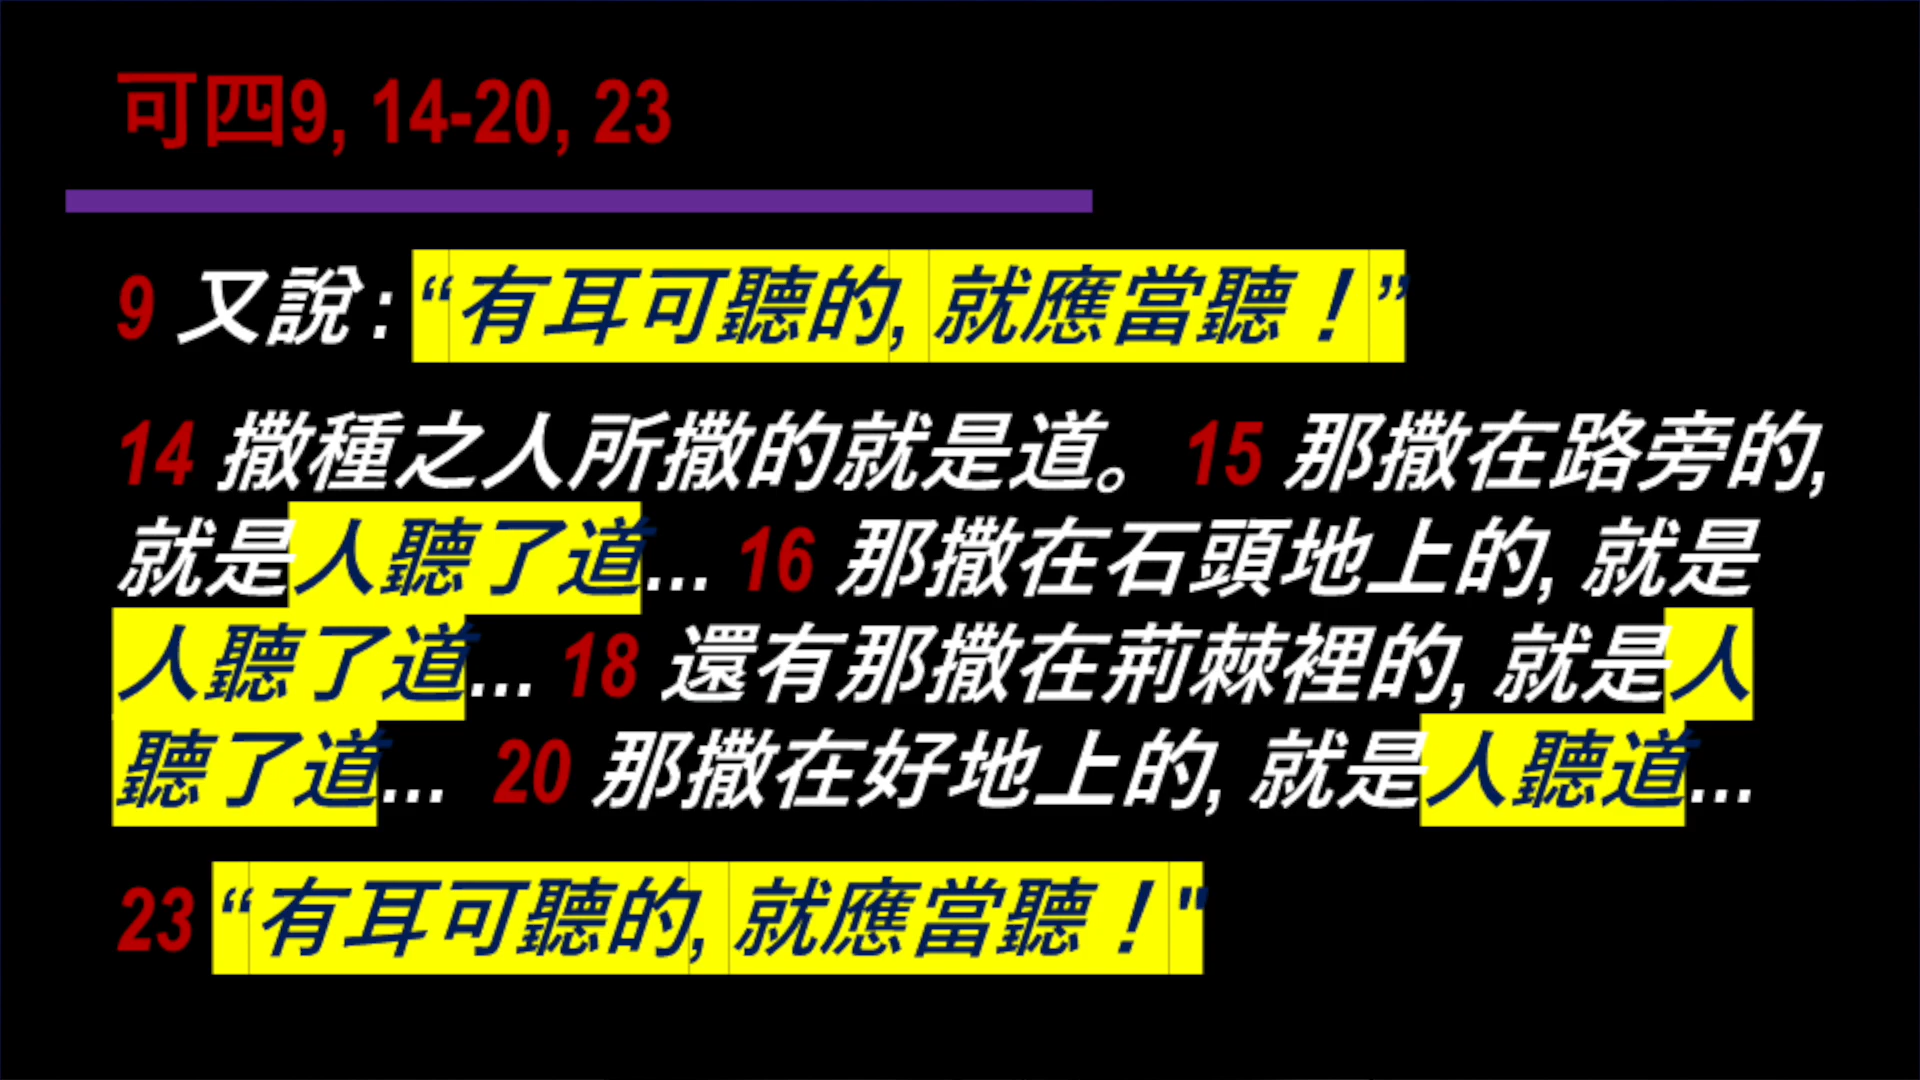 可四9, 14-20, 23
9 又說 : “有耳可聽的, 就應當聽！”
14 撒種之人所撒的就是道。 15 那撒在路旁的,
就是人聽了道... 16 那撒在石頭地上的, 就是
人聽了道... 18 還有那撒在荊棘裡的, 就是人
聽了道... 20 那撒在好地上的, 就是人聽道...
23 “有耳可聽的, 就應當聽！"